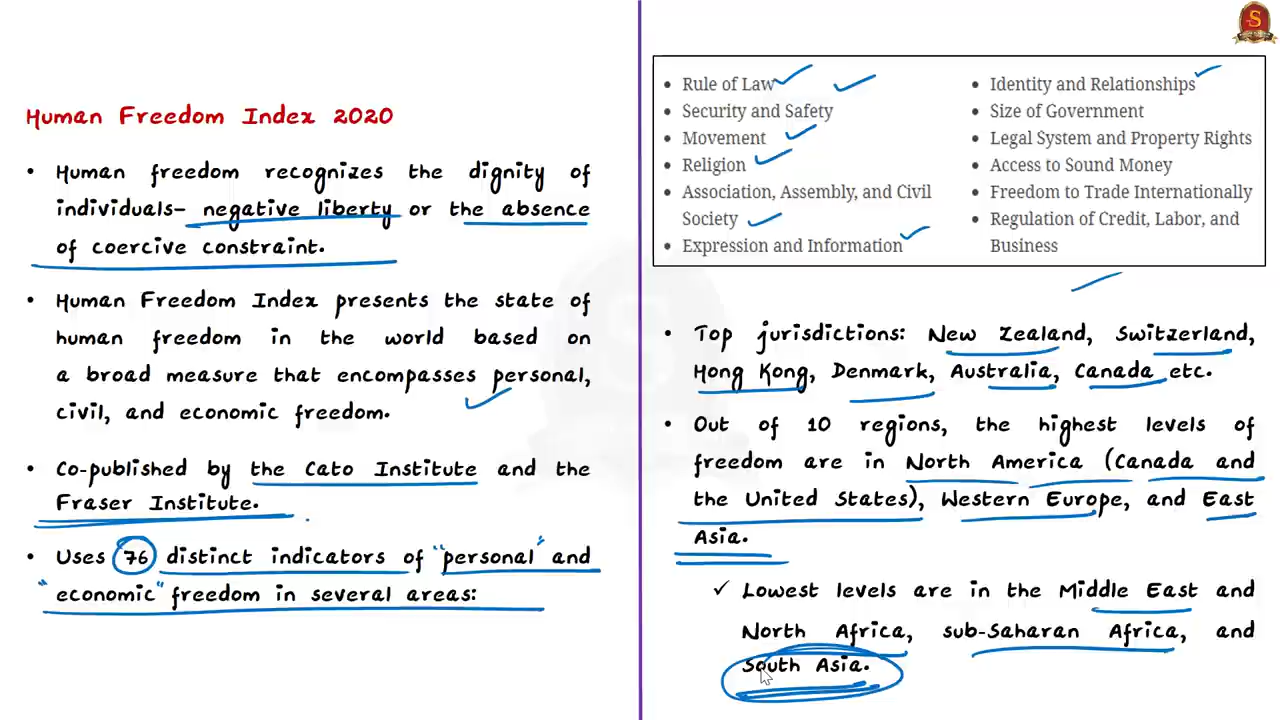 Human Freedom Index 2020
• Human freedom recognizes the dignity of
individuals– negative liberty or the absence
of coercive constraint.
• Human Freedom Index presents the state of
human freedom in the world based on
a broad measure that encompasses personal,
civil, and economic freedom.
• Co-published by the Cato Institute and the
Fraser Institute.
• Uses 76 distinct indicators of "personal" and
"economic" freedom in several areas:
S
• Rule of Law
• Security and Safety
• Movement
• Religion
• Association, Assembly, and Civil
Society
• Expression and Information
• Identity and Relationships
• Size of Government
• Legal System and Property Rights
• Access to Sound Money
• Freedom to Trade Internationally
• Regulation of Credit, Labor, and
Business
• Top jurisdictions: New Zealand, Switzerland,
Hong Kong, Denmark, Australia, Canada etc.
• Out of 10 regions, the highest levels of
freedom are in North America (Canada and
the United States), Western Europe, and East
Asia.
✓ Lowest levels are in the Middle East and
North Africa, sub-Saharan Africa, and
South Asia.